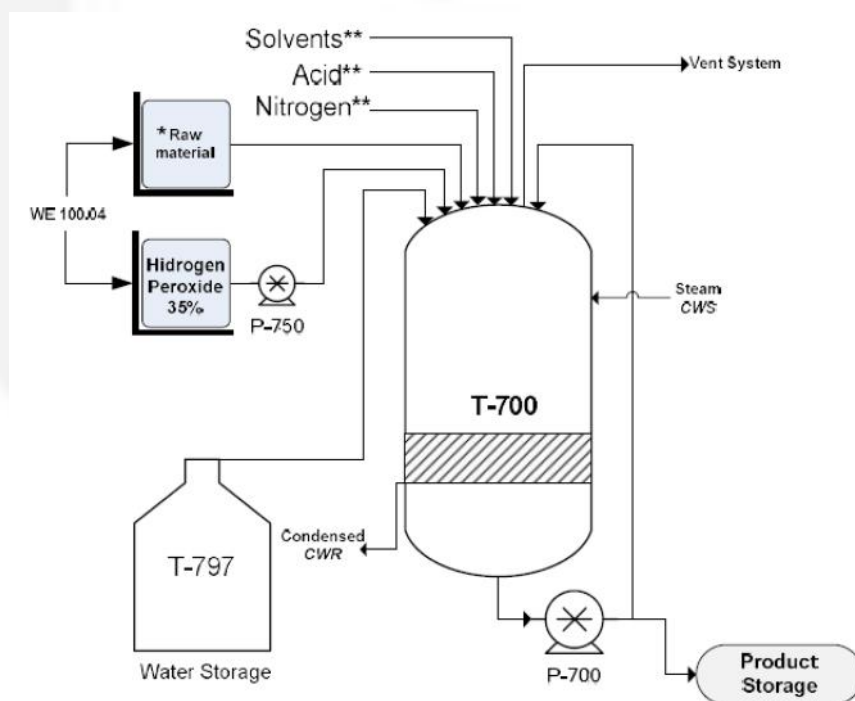 Solvents**
Acid**
Nitrogen**
Vent System
*Raw
material
WE 100.04
Hidrogen
Peroxide
35%
P-750
Steam
CWS
T-700
Condensed
CWR
T-797
Water Storage
P-700
Product
Storage